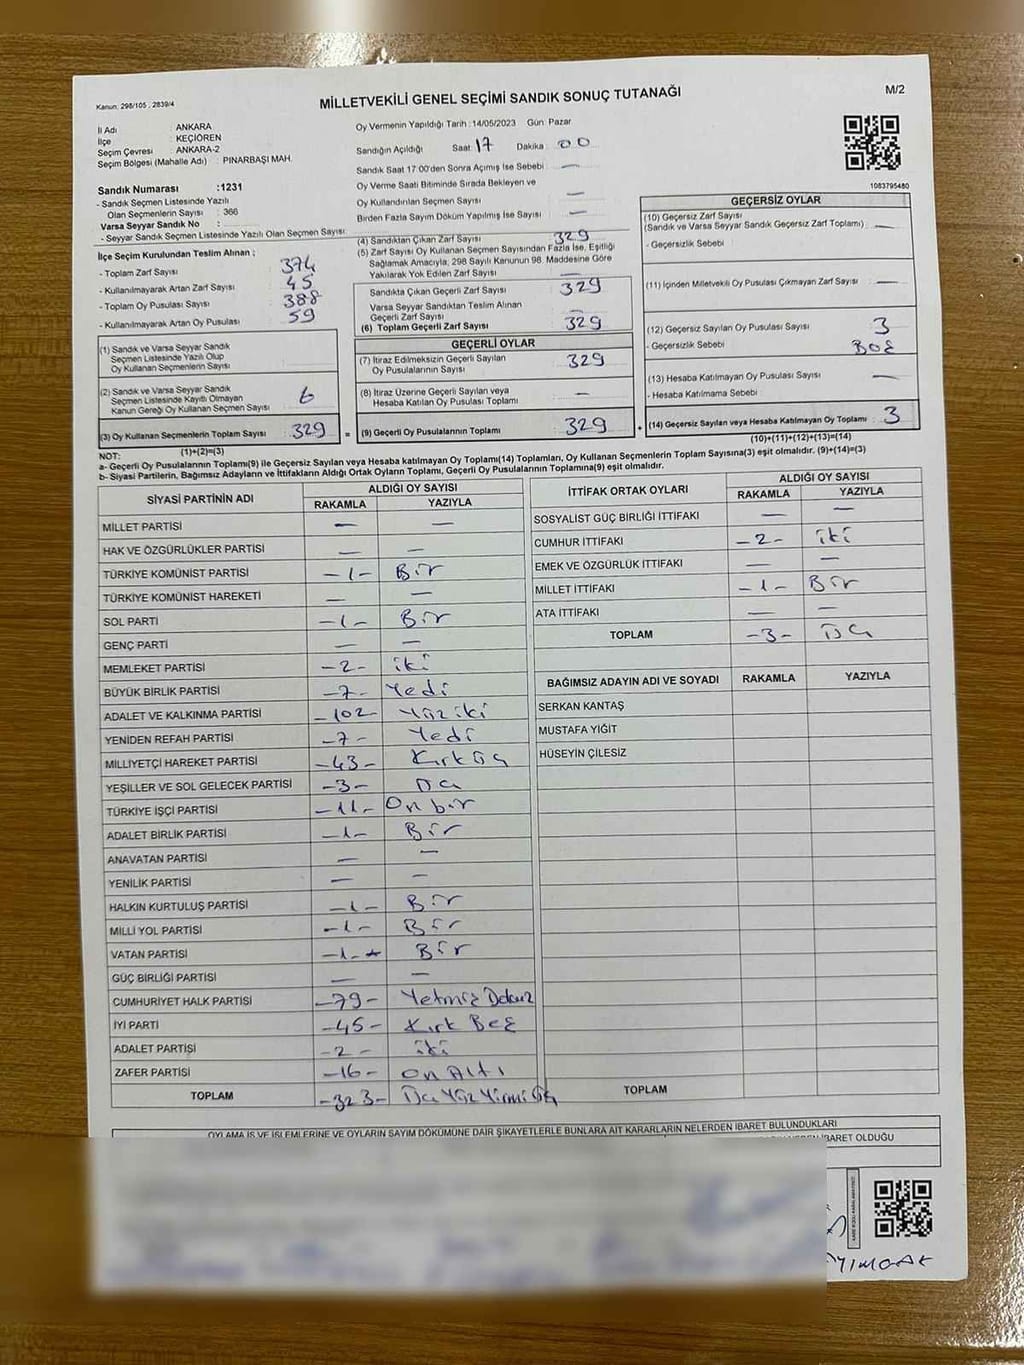 Kanun: 298/105 , 2839/4
MİLLETVEKİLİ GENEL SEÇİMİ SANDIK SONUÇ TUTANAĞI
M/2
İl Adı : ANKARA
İlçe : KEÇİÖREN
Seçim Çevresi : ANKARA-2
Seçim Bölgesi (Mahalle Adı) : PINARBAŞI MAH.
Oy Vermenin Yapıldığı Tarih :14/05/2023 Gün: Pazar
Sandığın Açıldığı Saat : 17 Dakika : 00
Sandık Saat 17:00'den Sonra Açımış İse Sebebi : —
Oy Verme Saati Bitiminde Sırada Bekleyen ve
Oy Kullandırılan Seçmen Sayısı : —
Birden Fazla Sayım Döküm Yapılmış İse Sayısı : —
1083795480
Sandık Numarası :1231
- Sandık Seçmen Listesinde Yazılı
Olan Seçmenlerin Sayısı : 366
Varsa Seyyar Sandık No :
- Seyyar Sandık Seçmen Listesinde Yazılı Olan Seçmen Sayısı:
İlçe Seçim Kurulundan Teslim Alınan ;
- Toplam Zarf Sayısı : 374
- Kullanılmayarak Artan Zarf Sayısı : 45
- Toplam Oy Pusulası Sayısı : 388
- Kullanılmayarak Artan Oy Pusulası : 59
(1) Sandık ve Varsa Seyyar Sandık
Seçmen Listesinde Yazılı Olup
Oy Kullanan Seçmenlerin Sayısı
(2) Sandık ve Varsa Seyyar Sandık
Seçmen Listesinde Kayıtlı Olmayan
Kanun Gereği Oy Kullanan Seçmen Sayısı 6
(3) Oy Kullanan Seçmenlerin Toplam Sayısı 329 =
(1)+(2)=(3)
(4) Sandıktan Çıkan Zarf Sayısı : 329
(5) Zarf Sayısı Oy Kullanan Seçmen Sayısından Fazla İse, Eşitliği
Sağlamak Amacıyla, 298 Sayılı Kanunun 98. Maddesine Göre
Yakılarak Yok Edilen Zarf Sayısı : —
Sandıkta Çıkan Geçerli Zarf Sayısı : 329
Varsa Seyyar Sandıktan Teslim Alınan
Geçerli Zarf Sayısı : —
(6) Toplam Geçerli Zarf Sayısı : 329
GEÇERLİ OYLAR
(7) İtiraz Edilmeksizin Geçerli Sayılan
Oy Pusulalarının Sayısı : 329
(8) İtiraz Üzerine Geçerli Sayılan veya
Hesaba Katılan Oy Pusulası Toplamı : —
(9) Geçerli Oy Pusulalarının Toplamı : 329 +
GEÇERSİZ OYLAR
(10) Geçersiz Zarf Sayısı
(Sandık ve Varsa Seyyar Sandık Geçersiz Zarf Toplamı) : —
- Geçersizlik Sebebi :
(11) İçinden Milletvekili Oy Pusulası Çıkmayan Zarf Sayısı : —
(12) Geçersiz Sayılan Oy Pusulası Sayısı : 3
- Geçersizlik Sebebi : Boş
(13) Hesaba Katılmayan Oy Pusulası Sayısı : —
- Hesaba Katılmama Sebebi :
(14) Geçersiz Sayılan veya Hesaba Katılmayan Oy Toplamı : 3
(10)+(11)+(12)+(13)=(14)
NOT:
a- Geçerli Oy Pusulalarının Toplamı(9) ile Geçersiz Sayılan veya Hesaba Katılmayan Oy Toplamı(14) Toplamları, Oy Kullanan Seçmenlerin Toplam Sayısına(3) eşit olmalıdır. (9)+(14)=(3)
b- Siyasi Partilerin, Bağımsız Adayların ve İttifakların Aldığı Ortak Oyların Toplamı, Geçerli Oy Pusulalarının Toplamına(9) eşit olmalıdır.
SİYASİ PARTİNİN ADI
ALDIĞI OY SAYISI
RAKAMLA YAZIYLA
MİLLET PARTİSİ — —
HAK VE ÖZGÜRLÜKLER PARTİSİ — —
TÜRKİYE KOMÜNİST PARTİSİ -1- Bir
TÜRKİYE KOMÜNİST HAREKETİ — —
SOL PARTİ -1- Bir
GENÇ PARTİ — —
MEMLEKET PARTİSİ -2- iki
BÜYÜK BİRLİK PARTİSİ -7- Yedi
ADALET VE KALKINMA PARTİSİ -102- Yüz iki
YENİDEN REFAH PARTİSİ -7- Yedi
MİLLİYETÇİ HAREKET PARTİSİ -43- Kırk üç
YEŞİLLER VE SOL GELECEK PARTİSİ -3- Üç
TÜRKİYE İŞÇİ PARTİSİ -11- On bir
ADALET BİRLİK PARTİSİ -1- Bir
ANAVATAN PARTİSİ — —
YENİLİK PARTİSİ — —
HALKIN KURTULUŞ PARTİSİ -1- Bir
MİLLİ YOL PARTİSİ -1- Bir
VATAN PARTİSİ -1- Bir
GÜÇ BİRLİĞİ PARTİSİ — —
CUMHURİYET HALK PARTİSİ -79- Yetmiş Dokuz
İYİ PARTİ -45- Kırk Beş
ADALET PARTİSİ -2- iki
ZAFER PARTİSİ -16- On Altı
TOPLAM -323- Üç Yüz Yirmi üç
İTTİFAK ORTAK OYLARI
ALDIĞI OY SAYISI
RAKAMLA YAZIYLA
SOSYALİST GÜÇ BİRLİĞİ İTTİFAKI — —
CUMHUR İTTİFAKI -2- iki
EMEK VE ÖZGÜRLÜK İTTİFAKI — —
MİLLET İTTİFAKI -1- Bir
ATA İTTİFAKI — —
TOPLAM -3- Üç
BAĞIMSIZ ADAYIN ADI VE SOYADI RAKAMLA YAZIYLA
SERKAN KANTAŞ
MUSTAFA YİĞİT
HÜSEYİN ÇİLESİZ
TOPLAM
OYLAMA İŞ VE İŞLEMLERİNE VE OYLARIN SAYIM DÖKÜMÜNE DAİR ŞİKAYETLERLE BUNLARA AİT KARARLARIN NELERDEN İBARET BULUNDUKLARI
İBARET OLDUĞU